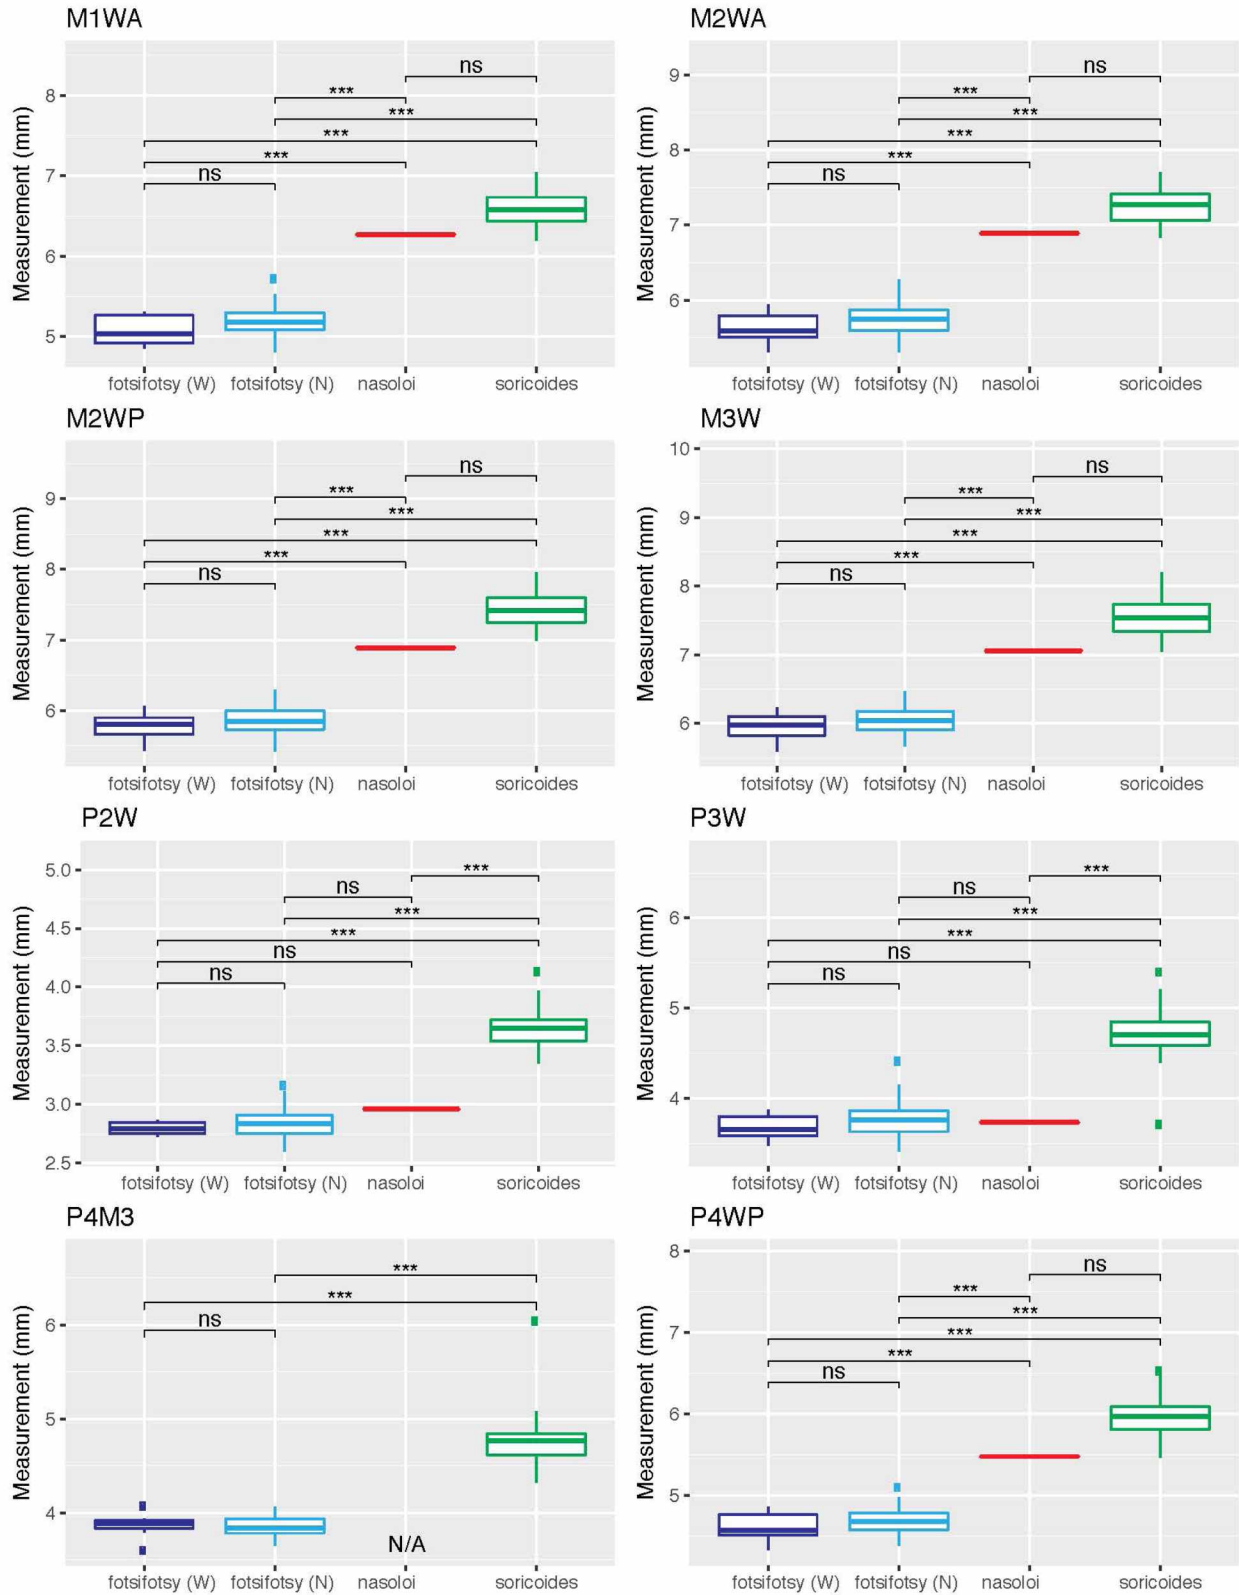 M1WA
Measurement (mm)
8
7
6
5
ns
***
***
***
***
ns
fotsifotsy (W) fotsifotsy (N) nasoloi soricoides
M2WA
Measurement (mm)
9
8
7
6
ns
***
***
***
***
ns
fotsifotsy (W) fotsifotsy (N) nasoloi soricoides
M2WP
Measurement (mm)
9
8
7
6
ns
***
***
***
***
ns
fotsifotsy (W) fotsifotsy (N) nasoloi soricoides
M3W
Measurement (mm)
10
9
8
7
6
ns
***
***
***
***
ns
fotsifotsy (W) fotsifotsy (N) nasoloi soricoides
P2W
Measurement (mm)
5.0
4.5
4.0
3.5
3.0
2.5
***
ns
***
***
ns
ns
fotsifotsy (W) fotsifotsy (N) nasoloi soricoides
P3W
Measurement (mm)
6
5
4
***
ns
***
***
ns
ns
fotsifotsy (W) fotsifotsy (N) nasoloi soricoides
P4M3
Measurement (mm)
6
5
4
***
***
ns
N/A
fotsifotsy (W) fotsifotsy (N) nasoloi soricoides
P4WP
Measurement (mm)
8
7
6
5
ns
***
***
***
***
ns
fotsifotsy (W) fotsifotsy (N) nasoloi soricoides